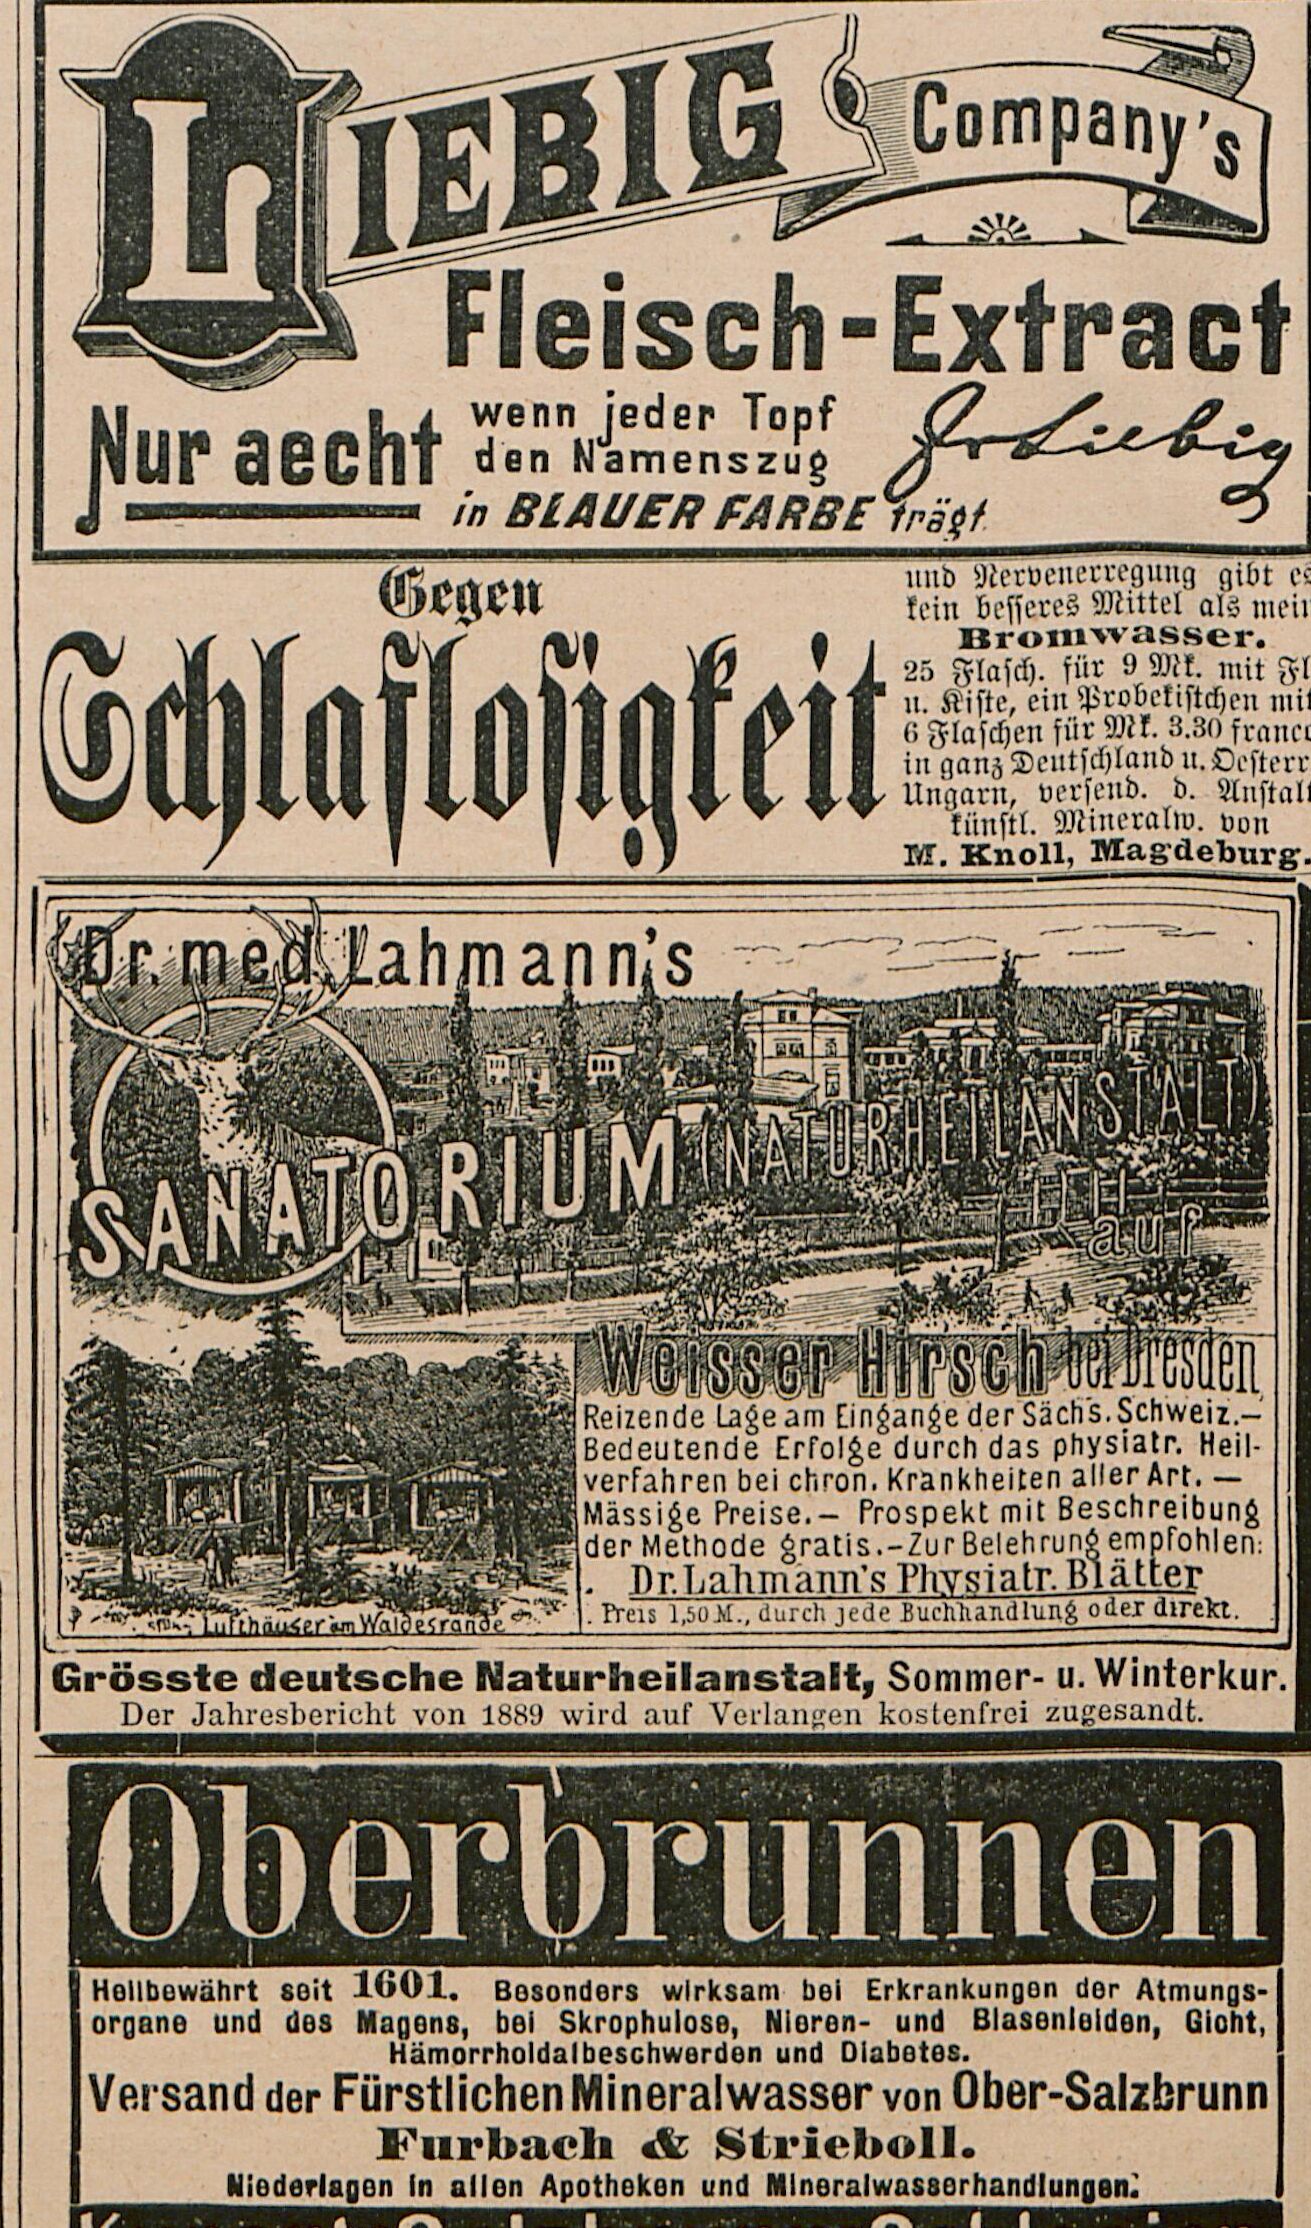 LIEBIG Company's
Fleisch-Extract
Nur aecht wenn jeder Topf
den Namenszug
in BLAUER FARBE trägt.
JvLiebig
Gegen
Schlaflosigkeit
und Nervenerregung gibt es
kein besseres Mittel als mein
Bromwasser.
25 Flasch. für 9 Mk. mit Fl
u. Kiste, ein Probekistchen mit
6 Flaschen für Mk. 3.30 franco
in ganz Deutschland u. Oesterr
Ungarn, versend. d. Anstalt
künstl. Mineralw. von
M. Knoll, Magdeburg.
Dr. med. Lahmann's
SANATORIUM (NATURHEILANSTALT)
auf
Weisser Hirsch bei Dresden,
Reizende Lage am Eingange der Sächs. Schweiz.—
Bedeutende Erfolge durch das physiatr. Heil-
verfahren bei chron. Krankheiten aller Art. —
Mässige Preise. — Prospekt mit Beschreibung
der Methode gratis. — Zur Belehrung empfohlen:
Dr. Lahmann's Physiatr. Blätter
Preis 1,50 M., durch jede Buchhandlung oder direkt.
Lufthäuser am Waldesrande
Grösste deutsche Naturheilanstalt, Sommer- u. Winterkur.
Der Jahresbericht von 1889 wird auf Verlangen kostenfrei zugesandt.
Oberbrunnen
Heilbewährt seit 1601. Besonders wirksam bei Erkrankungen der Atmungs-
organe und des Magens, bei Skrophulose, Nieren- und Blasenleiden, Gicht,
Hämorrhoidalbeschwerden und Diabetes.
Versand der Fürstlichen Mineralwasser von Ober-Salzbrunn
Furbach & Strieboll.
Niederlagen in allen Apotheken und Mineralwasserhandlungen.